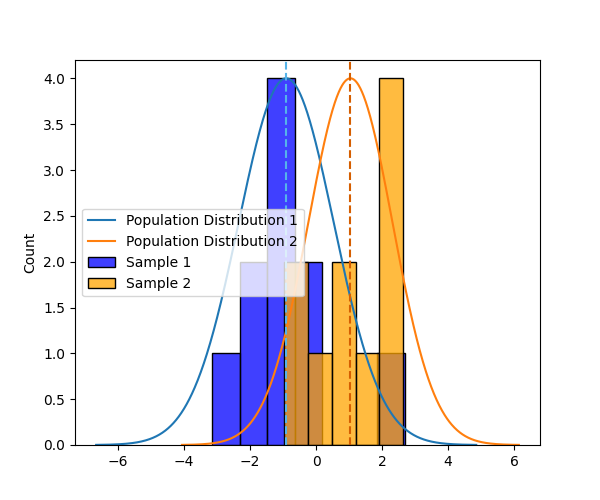 4.0
3.5
3.0
2.5
2.0
1.5
1.0
0.5
0.0
Count
Population Distribution 1
Population Distribution 2
Sample 1
Sample 2
−6 −4 −2 0 2 4 6